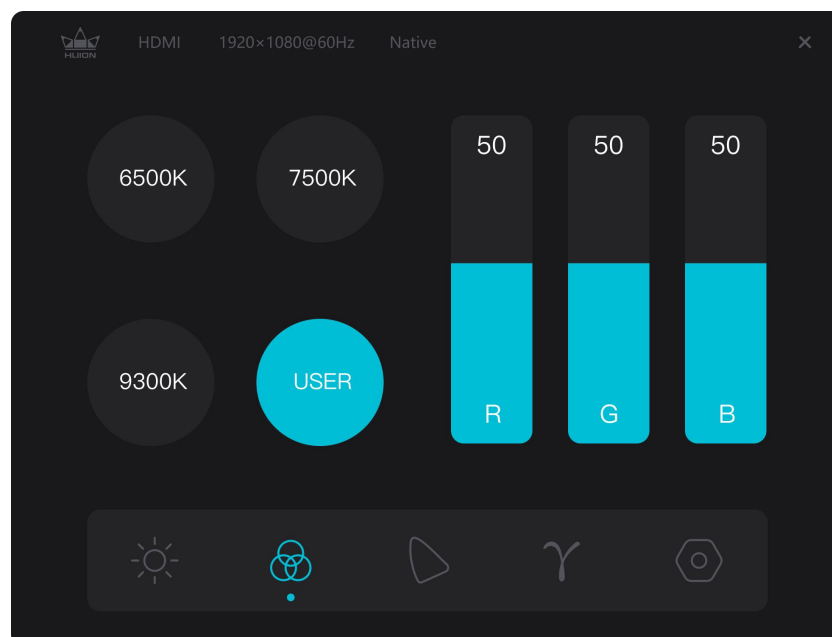 HUION
HDMI 1920×1080@60Hz Native ×
6500K 7500K
50 50 50
9300K USER
R G B
γ